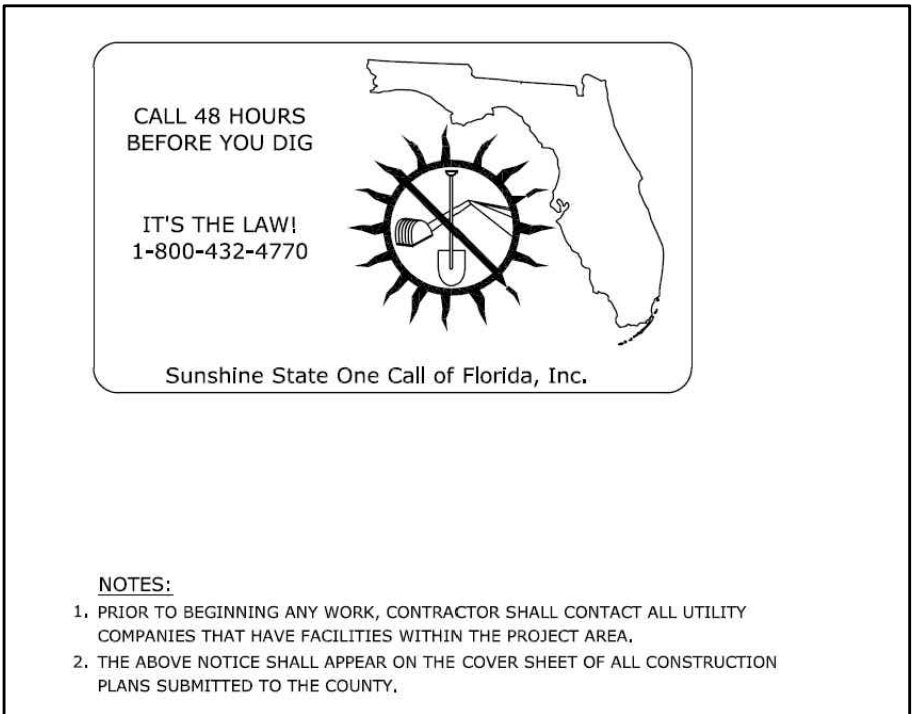 CALL 48 HOURS
BEFORE YOU DIG
IT'S THE LAW!
1-800-432-4770
Sunshine State One Call of Florida, Inc.
NOTES:
1. PRIOR TO BEGINNING ANY WORK, CONTRACTOR SHALL CONTACT ALL UTILITY
COMPANIES THAT HAVE FACILITIES WITHIN THE PROJECT AREA.
2. THE ABOVE NOTICE SHALL APPEAR ON THE COVER SHEET OF ALL CONSTRUCTION
PLANS SUBMITTED TO THE COUNTY.